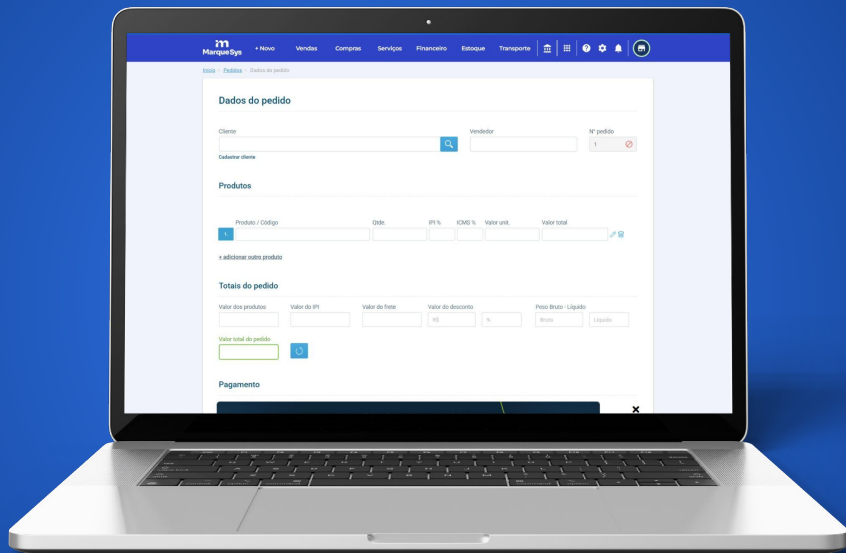 MarqueSys
+ Novo Vendas Compras Serviços Financeiro Estoque Transporte
Início Pedidos Dados do pedido
Dados do pedido
Cliente Vendedor N° pedido
1
Cadastrar cliente
Produtos
Produto / Código Qtde. IPI % ICMS % Valor unit. Valor total
1.
+ adicionar outro produto
Totais do pedido
Valor dos produtos Valor do IPI Valor do frete Valor do desconto Peso Bruto - Líquido
R$ % Bruto Líquido
Valor total do pedido
Pagamento